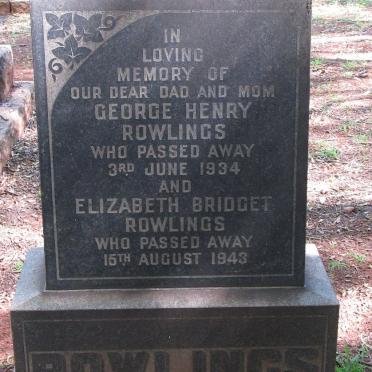 IN
LOVING
MEMORY OF
OUR DEAR DAD AND MOM
GEORGE HENRY
ROWLINGS
WHO PASSED AWAY
3RD JUNE 1934
AND
ELIZABETH BRIDGET
ROWLINGS
WHO PASSED AWAY
15TH AUGUST 1943
ROWLINGS